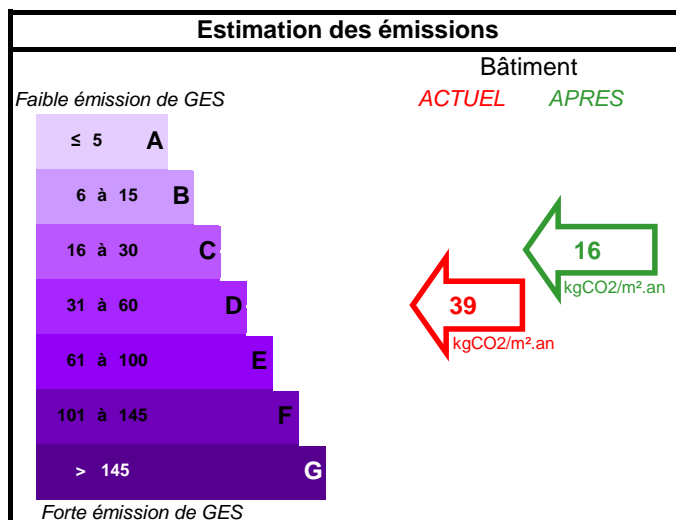 Estimation des émissions
Bâtiment
Faible émission de GES
ACTUEL APRES
≤ 5 A
6 à 15 B
16 à 30 C
31 à 60 D
61 à 100 E
101 à 145 F
> 145 G
Forte émission de GES
16
kgCO2/m².an
39
kgCO2/m².an